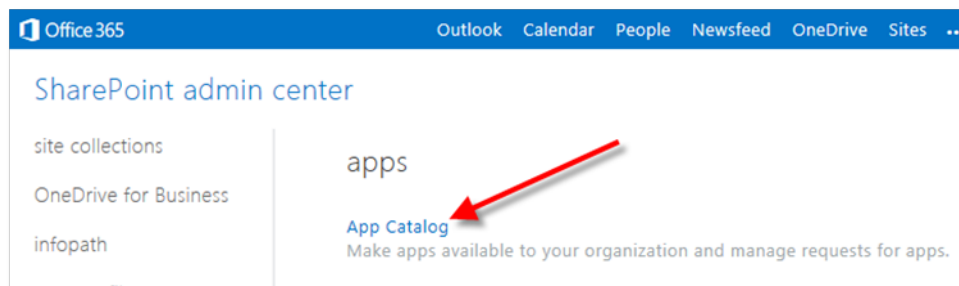 Office 365 Outlook Calendar People Newsfeed OneDrive Sites ..
SharePoint admin center
site collections
apps
OneDrive for Business
App Catalog
infopath
Make apps available to your organization and manage requests for apps.